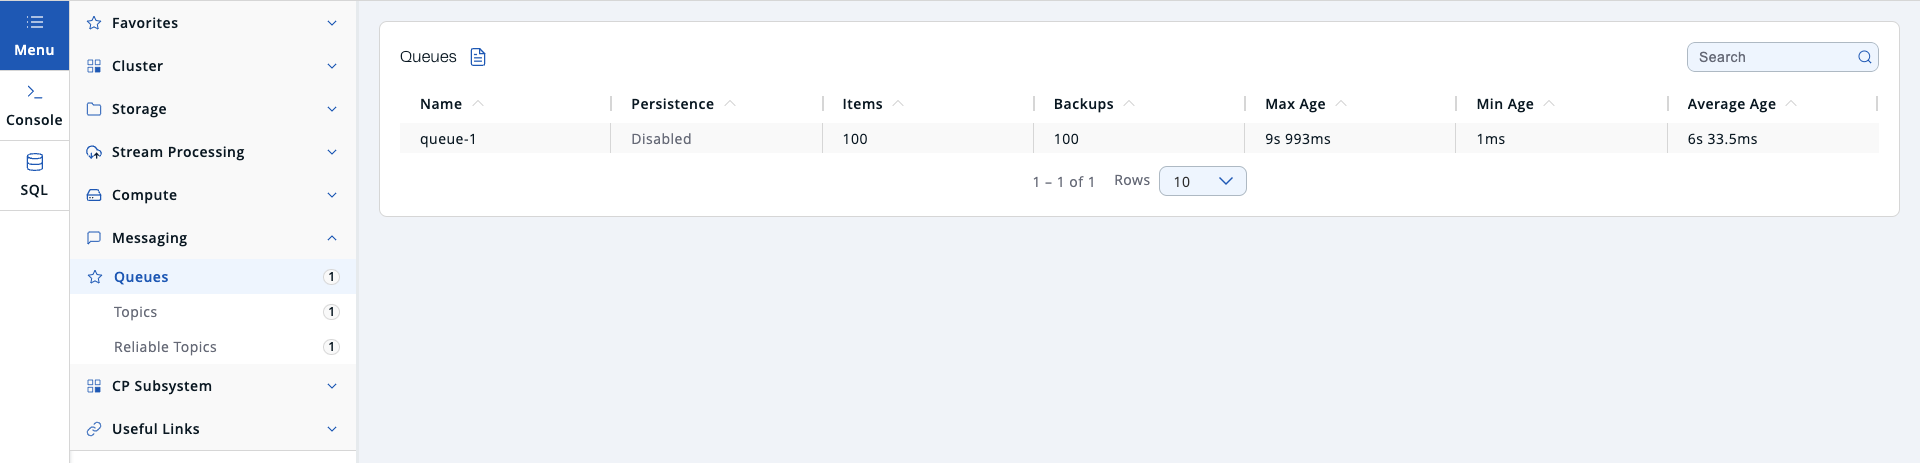 Menu
Console
SQL
Favorites
Cluster
Storage
Stream Processing
Compute
Messaging
Queues 1
Topics 1
Reliable Topics 1
CP Subsystem
Useful Links
Queues
Search
Name Persistence Items Backups Max Age Min Age Average Age
queue-1 Disabled 100 100 9s 993ms 1ms 6s 33.5ms
1 – 1 of 1 Rows 10